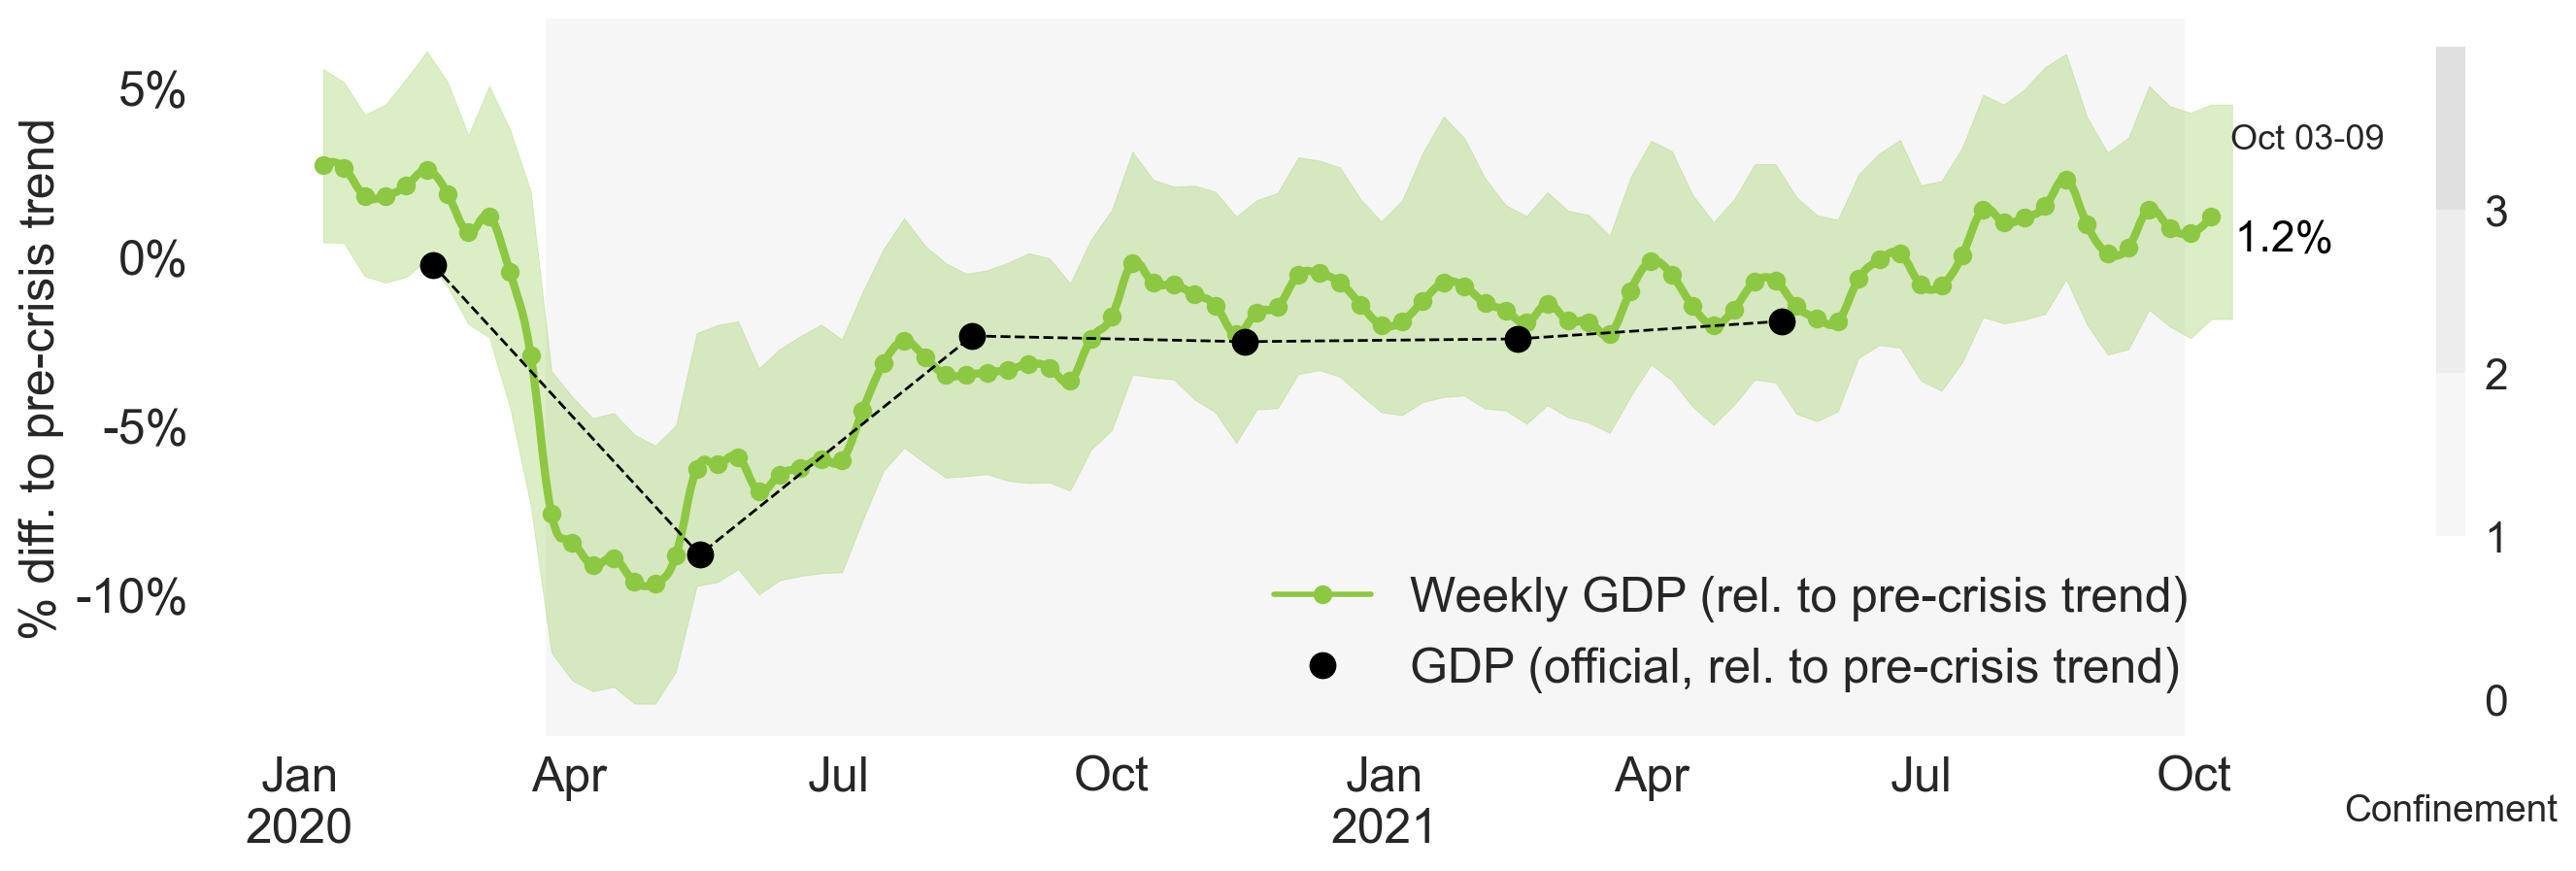 % diff. to pre-crisis trend
5%
0%
-5%
-10%
Oct 03-09
1.2%
3
2
1
0
Weekly GDP (rel. to pre-crisis trend)
GDP (official, rel. to pre-crisis trend)
Jan Apr Jul Oct Jan Apr Jul Oct
2020 2021
Confinement